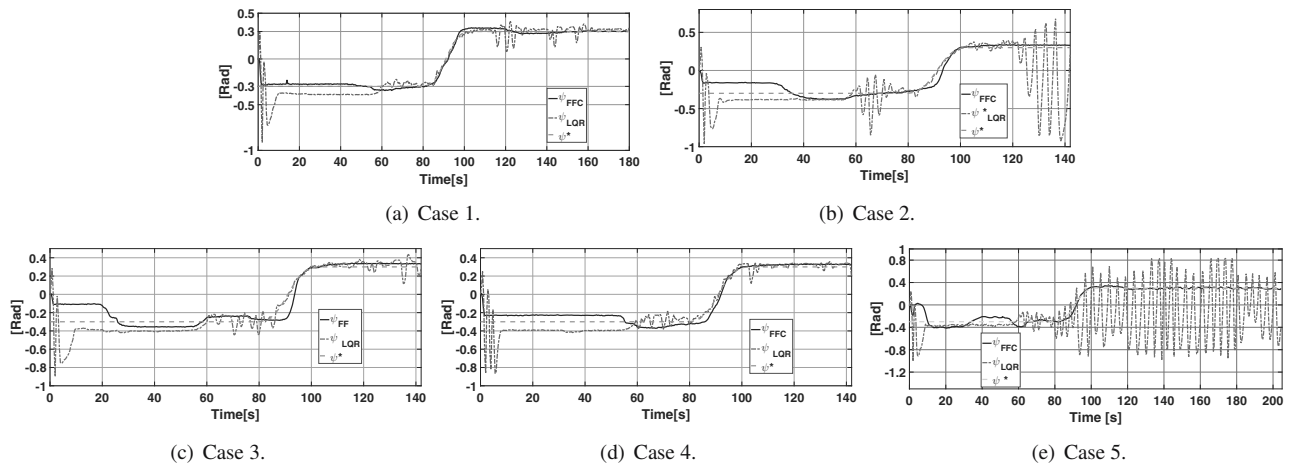 0.3
0
-0.3
-0.5
-1
[Rad]
0 20 40 60 80 100 120 140 160 180
Time[s]
ψFFC
ψLQR
ψ*
(a) Case 1.
0.5
0
-0.5
-1
[Rad]
0 20 40 60 80 100 120 140
Time[s]
ψFFC
ψ*LQR
ψ*
(b) Case 2.
0.4
0.2
0
-0.2
-0.4
-0.6
-0.8
-1
[Rad]
0 20 40 60 80 100 120 140
Time[s]
ψFF
ψLQR
ψ*
(c) Case 3.
0.4
0.2
0
-0.2
-0.4
-0.6
-0.8
-1
[Rad]
0 20 40 60 80 100 120 140
Time[s]
ψFFC
ψLQR
ψ*
(d) Case 4.
1
0.8
0.4
0
-0.4
-0.8
-1.2
[Rad]
0 20 40 60 80 100 120 140 160 180 200
Time [s]
ψFFC
ψLQR
ψ*
(e) Case 5.